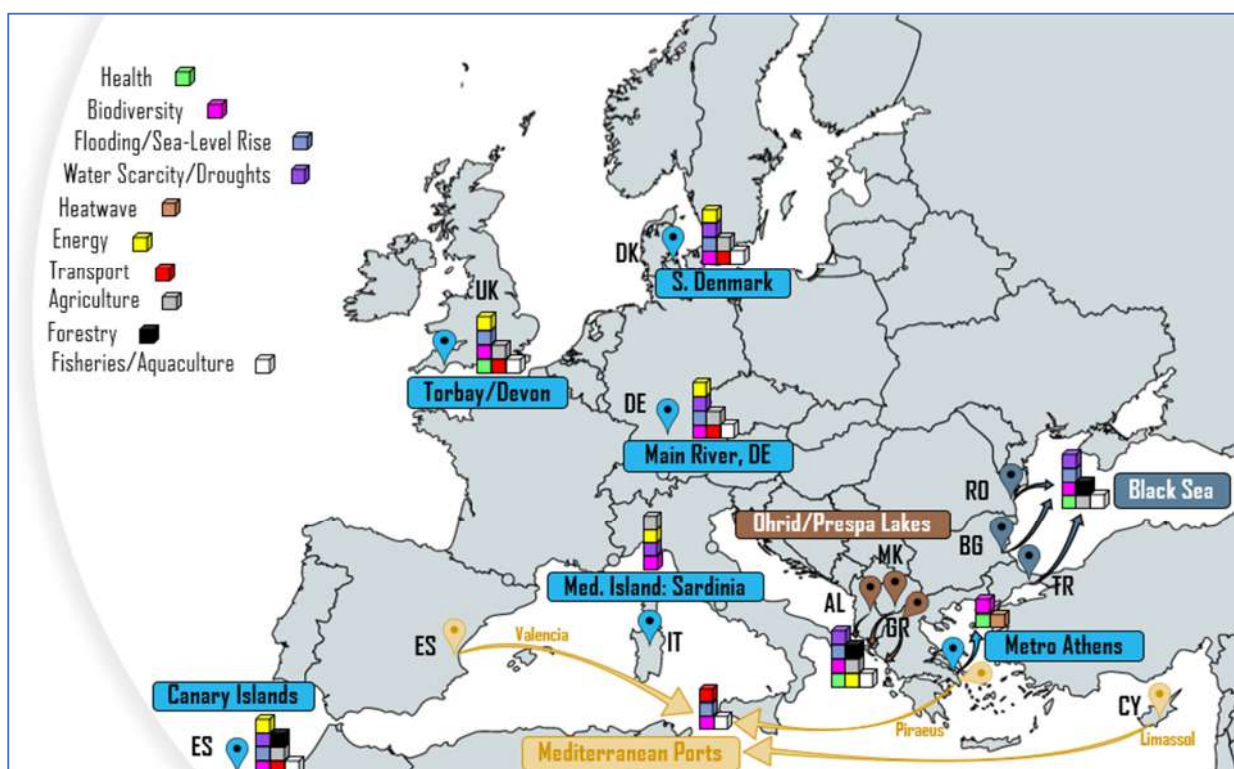 Health
Biodiversity
Flooding/Sea-Level Rise
Water Scarcity/Droughts
Heatwave
Energy
Transport
Agriculture
Forestry
Fisheries/Aquaculture
DK
S. Denmark
UK
Torbay/Devon
DE
Main River, DE
RO
Black Sea
Ohrid/Prespa Lakes
BG
MK
TR
Med. Island: Sardinia
AL
GR
ES
Valencia
IT
Metro Athens
Canary Islands
CY
ES
Piraeus
Limassol
Mediterranean Ports